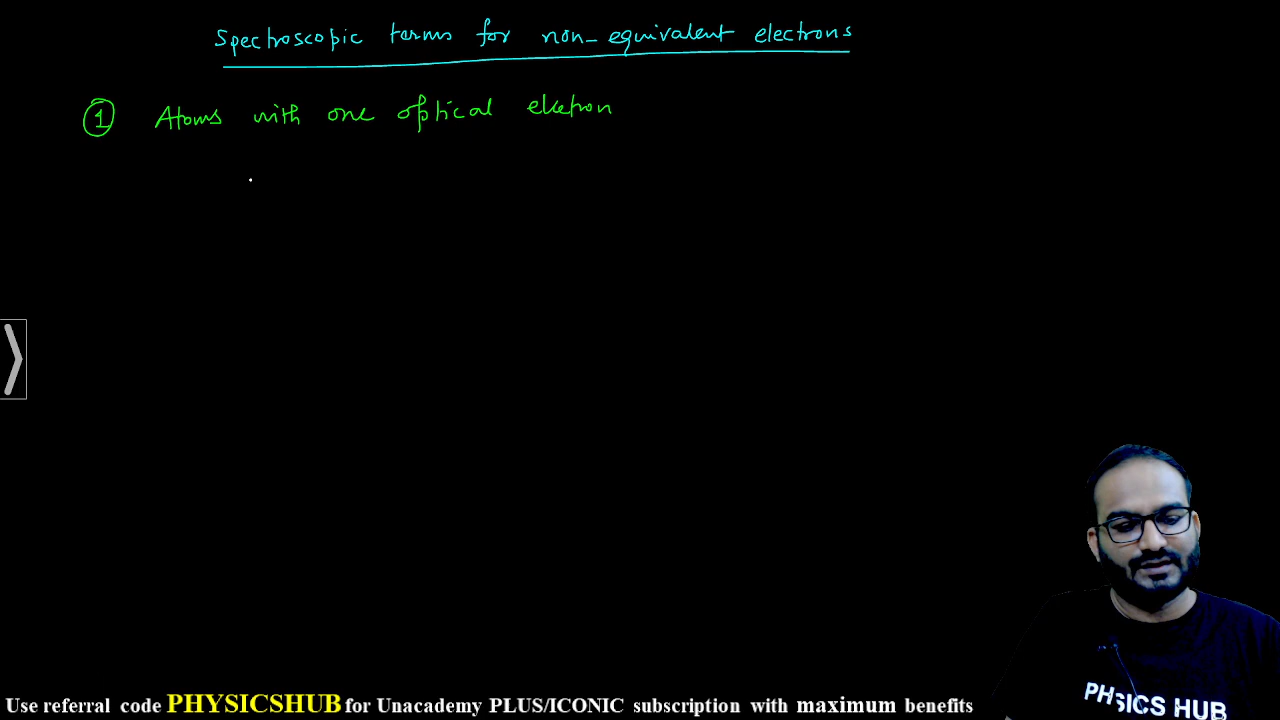 Spectroscopic terms for non-equivalent electrons
① Atoms with one optical electron
PHYSICS HUB
Use referral code PHYSICSHUB for Unacademy PLUS/ICONIC subscription with maximum benefits